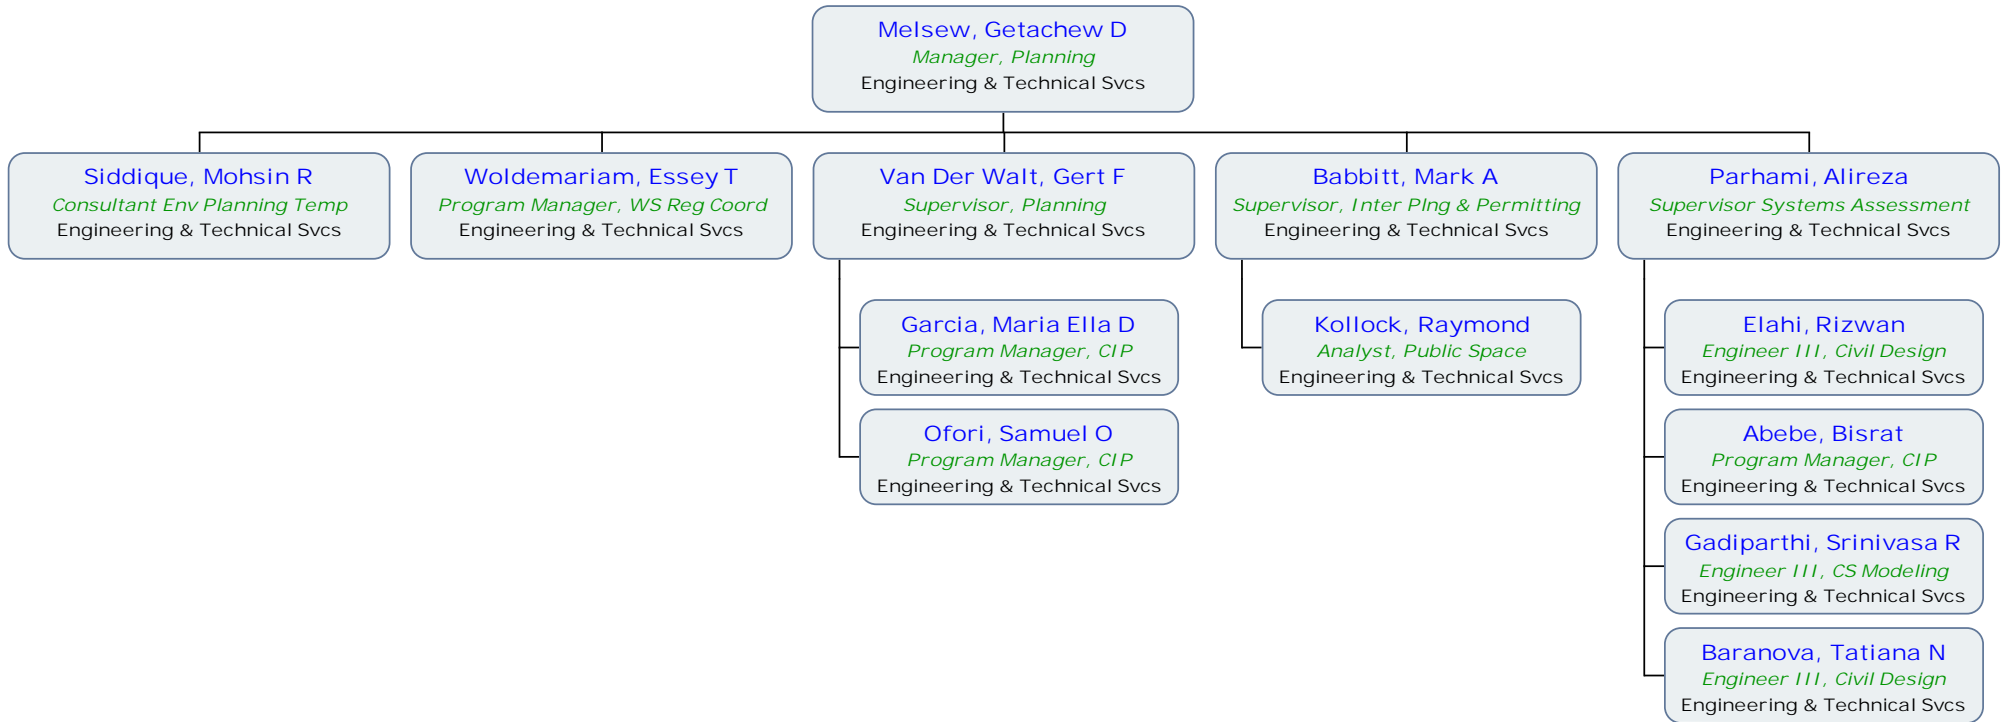 Melsew, Getachew D
Manager, Planning
Engineering & Technical Svcs
Siddique, Mohsin R
Consultant Env Planning Temp
Engineering & Technical Svcs
Woldemariam, Essey T
Program Manager, WS Reg Coord
Engineering & Technical Svcs
Van Der Walt, Gert F
Supervisor, Planning
Engineering & Technical Svcs
Babbitt, Mark A
Supervisor, Inter Plng & Permitting
Engineering & Technical Svcs
Parhami, Alireza
Supervisor Systems Assessment
Engineering & Technical Svcs
Garcia, Maria Ella D
Program Manager, CIP
Engineering & Technical Svcs
Ofori, Samuel O
Program Manager, CIP
Engineering & Technical Svcs
Kollock, Raymond
Analyst, Public Space
Engineering & Technical Svcs
Elahi, Rizwan
Engineer III, Civil Design
Engineering & Technical Svcs
Abebe, Bisrat
Program Manager, CIP
Engineering & Technical Svcs
Gadiparthi, Srinivasa R
Engineer III, CS Modeling
Engineering & Technical Svcs
Baranova, Tatiana N
Engineer III, Civil Design
Engineering & Technical Svcs